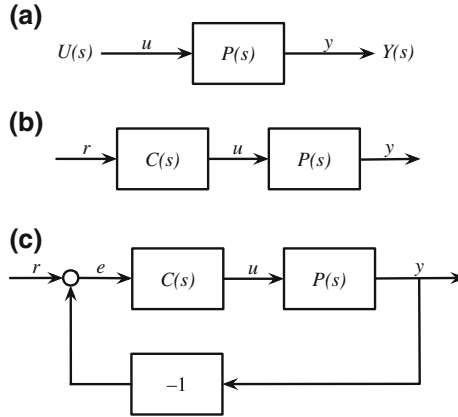 (a)
U(s) u P(s) y Y(s)
(b)
r C(s) u P(s) y
(c)
r e C(s) u P(s) y
–1